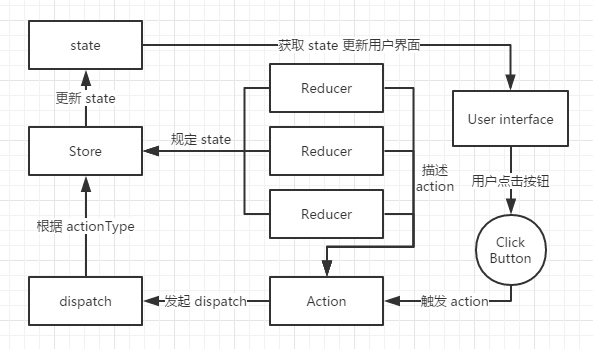 state
获取 state 更新用户界面
Reducer
更新 state
User interface
规定 state
Store
Reducer
描述
action
用户点击按钮
Reducer
根据 actionType
Click
Button
dispatch
发起 dispatch
Action
触发 action